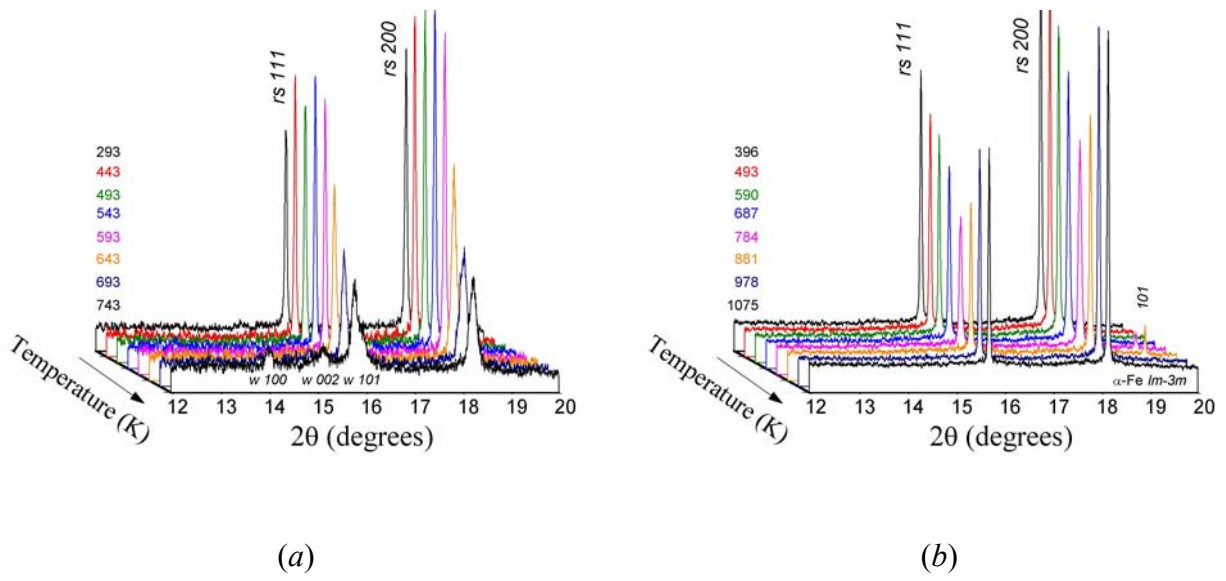 rs 111
rs 200
293
443
493
543
593
643
693
743
w 100
w 002
w 101
12 13 14 15 16 17 18 19 20
Temperature (K)
2θ (degrees)
(a)
rs 111
rs 200
396
493
590
687
784
881
978
1075
101
α-Fe Im-3m
12 13 14 15 16 17 18 19 20
Temperature (K)
2θ (degrees)
(b)